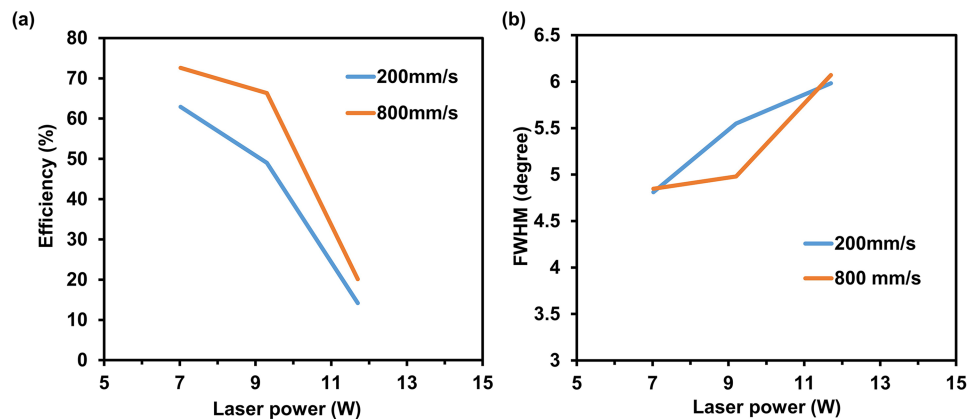 (a)
80
70
60
50
40
30
20
10
0
Efficiency (%)
200mm/s
800mm/s
5 7 9 11 13 15
Laser power (W)
(b)
6.5
6
5.5
5
4.5
4
3.5
3
FWHM (degree)
200mm/s
800 mm/s
5 7 9 11 13 15
Laser power (W)